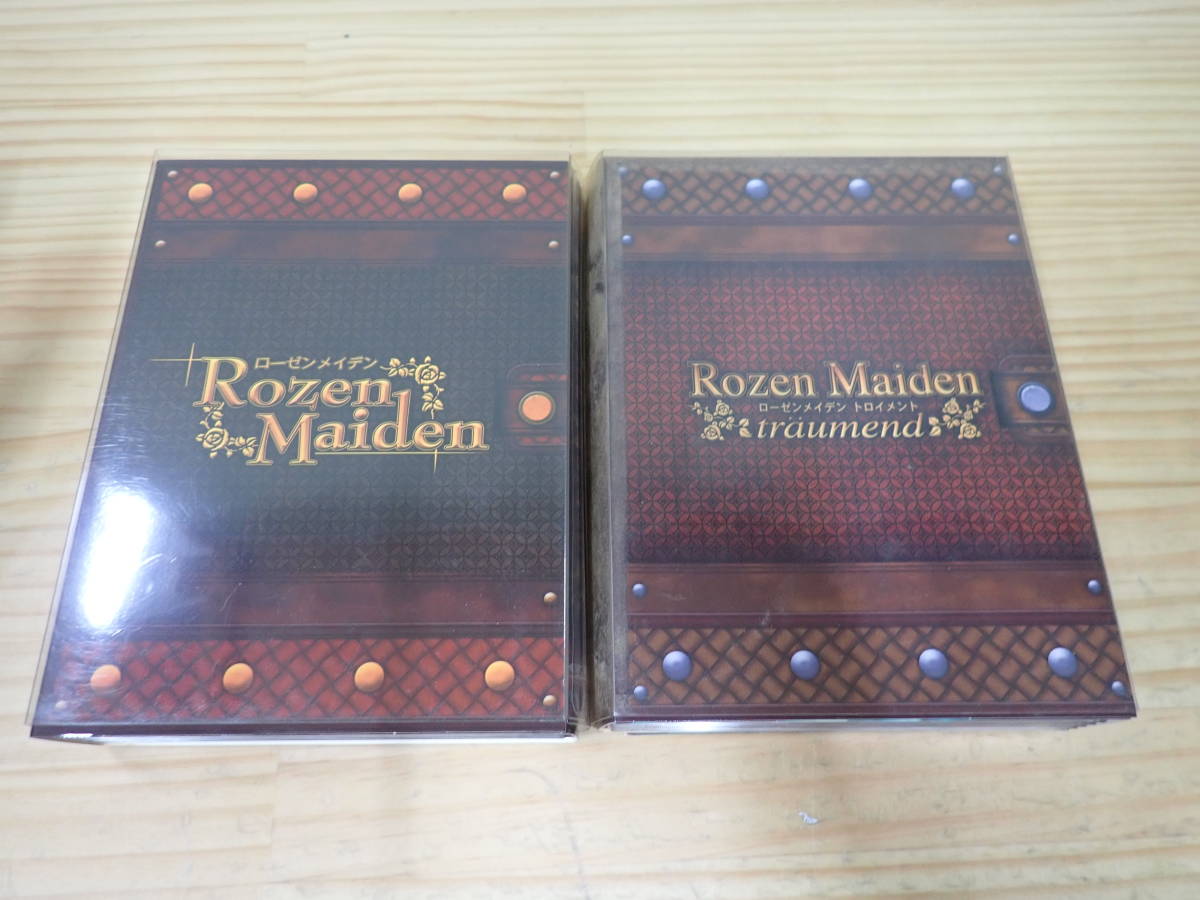 ローゼンメイデン
Rozen
Maiden
Rozen Maiden
ローゼンメイデン トロイメント
träumend